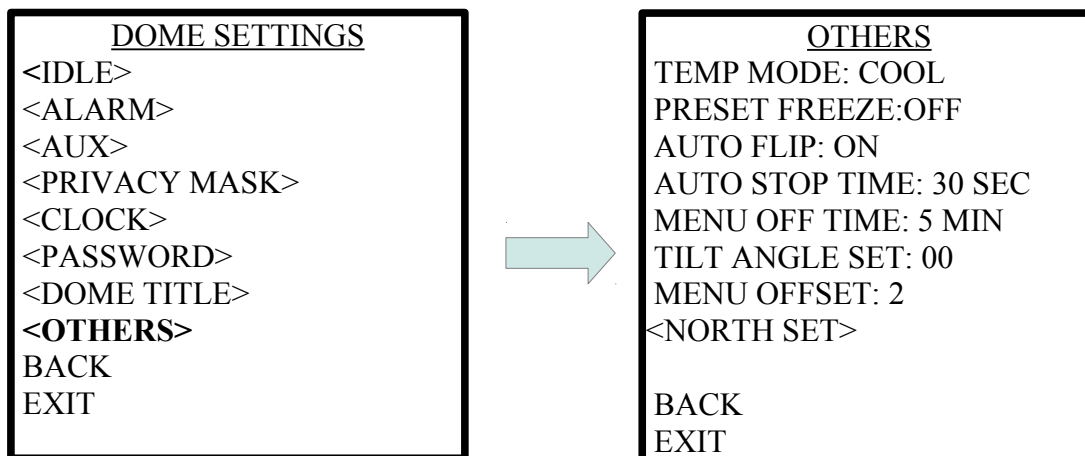 DOME SETTINGS
<IDLE>
<ALARM>
<AUX>
<PRIVACY MASK>
<CLOCK>
<PASSWORD>
<DOME TITLE>
<OTHERS>
BACK
EXIT
OTHERS
TEMP MODE: COOL
PRESET FREEZE:OFF
AUTO FLIP: ON
AUTO STOP TIME: 30 SEC
MENU OFF TIME: 5 MIN
TILT ANGLE SET: 00
MENU OFFSET: 2
<NORTH SET>
BACK
EXIT